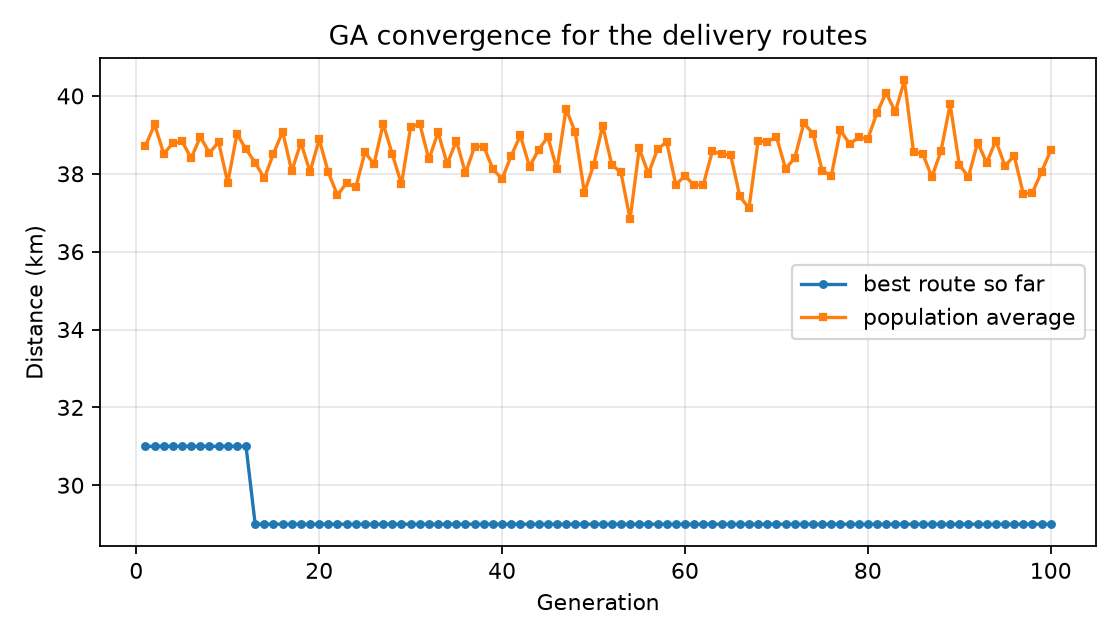 GA convergence for the delivery routes
Distance (km)
40
38
36
34
32
30
best route so far
population average
0 20 40 60 80 100
Generation